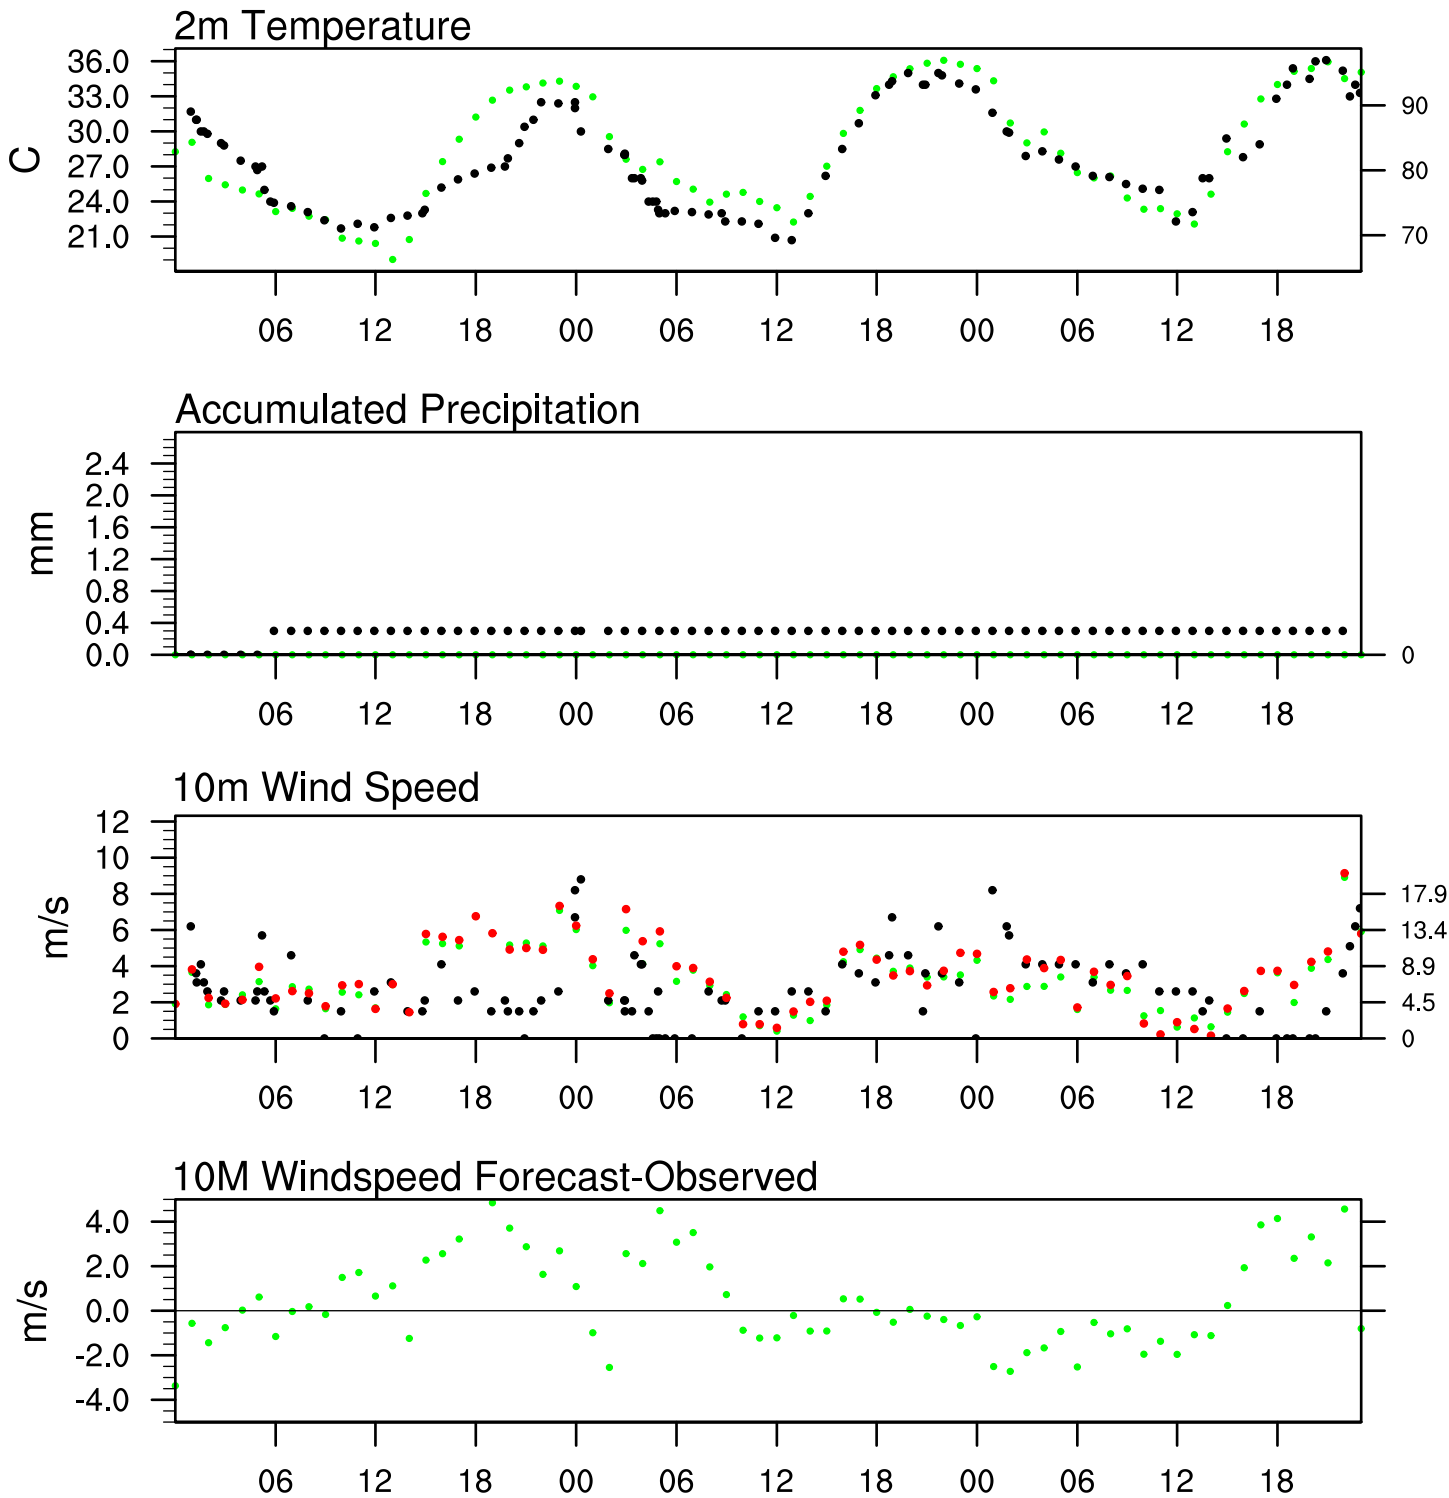 2m Temperature
36.0
33.0
30.0
27.0
24.0
21.0
C
90
80
70
06 12 18 00 06 12 18 00 06 12 18
Accumulated Precipitation
2.4
2.0
1.6
1.2
0.8
0.4
0.0
mm
0
06 12 18 00 06 12 18 00 06 12 18
10m Wind Speed
12
10
8
6
4
2
0
m/s
17.9
13.4
8.9
4.5
0
06 12 18 00 06 12 18 00 06 12 18
10M Windspeed Forecast-Observed
4.0
2.0
0.0
-2.0
-4.0
m/s
06 12 18 00 06 12 18 00 06 12 18